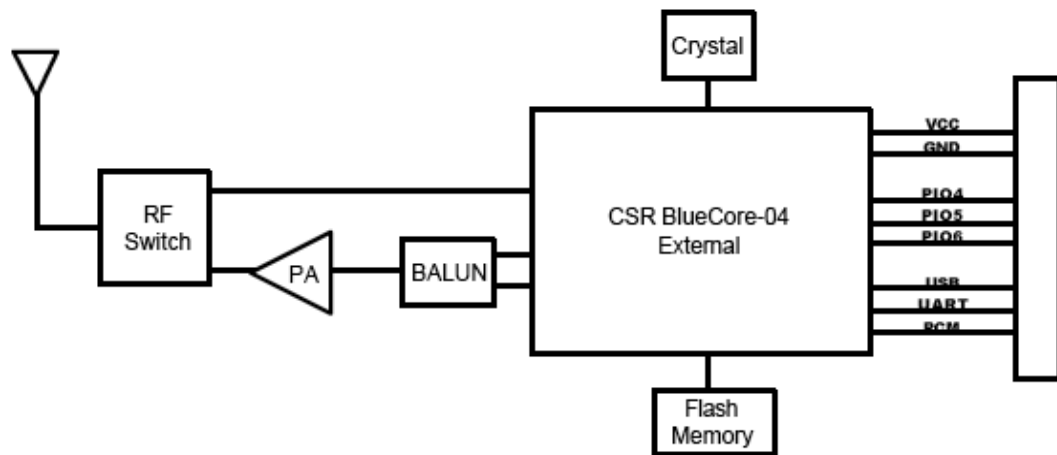 Crystal
VCC
GND
RF
Switch
PIO4
CSR BlueCore-04
External
PIO5
PIO6
PA
BALUN
USB
UART
PCM
Flash
Memory